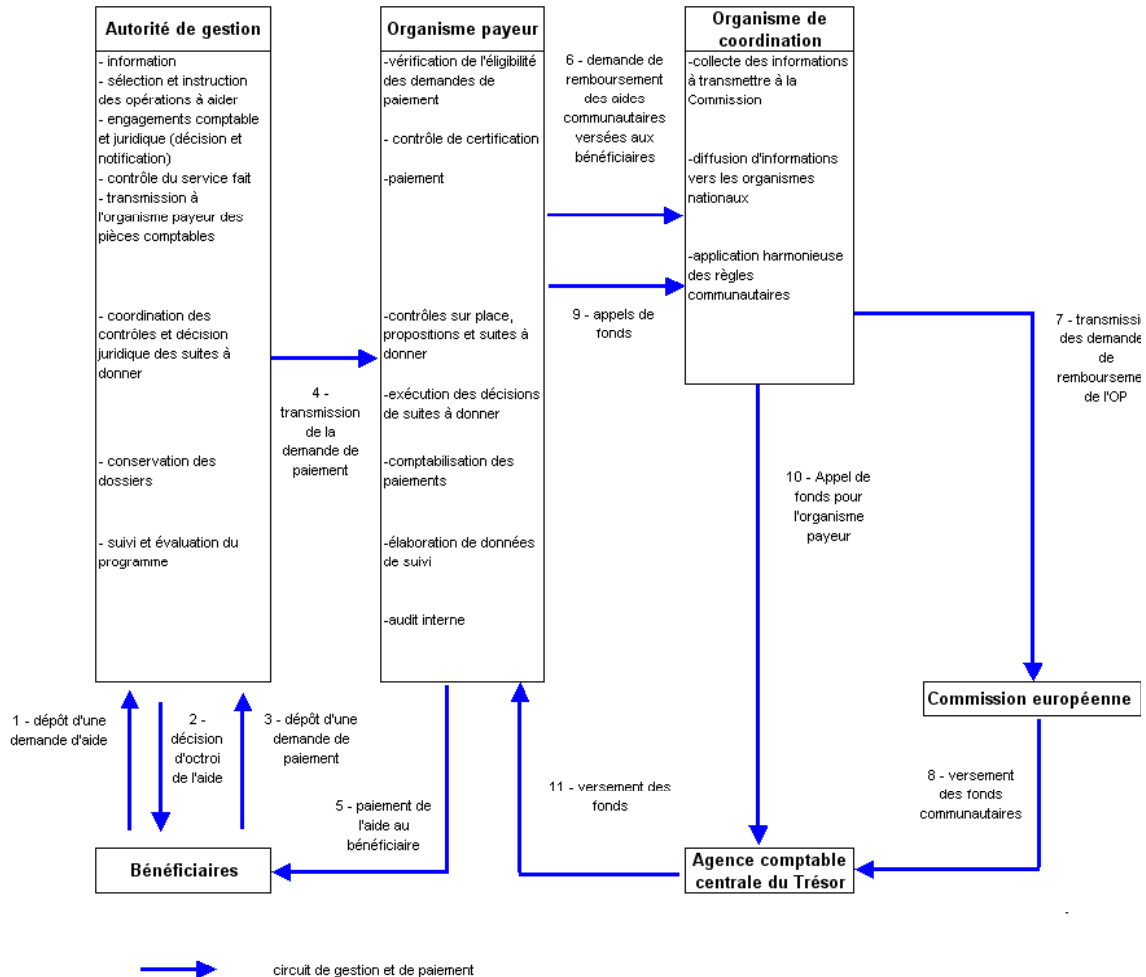 Autorité de gestion
- information
- sélection et instruction
des opérations à aider
- engagements comptable
et juridique (décision et
notification)
- contrôle du service fait
- transmission à
l'organisme payeur des
pièces comptables
- coordination des
contrôles et décision
juridique des suites à
donner
- conservation des
dossiers
- suivi et évaluation du
programme
4 -
transmission
de la
demande de
paiement
Organisme payeur
-vérification de l'éligibilité
des demandes de
paiement
- contrôle de certification
-paiement
-contrôles sur place,
propositions et suites à
donner
-exécution des décisions
de suites à donner
-comptabilisation des
paiements
-élaboration de données
de suivi
-audit interne
6 - demande de
remboursement
des aides
communautaires
versées aux
bénéficiaires
9 - appels de
fonds
Organisme de
coordination
-collecte des informations
à transmettre à la
Commission
-diffusion d'informations
vers les organismes
nationaux
-application harmonieuse
des règles
communautaires
7 - transmissi
des demande
de
rembourseme
de l'OP
10 - Appel de
fonds pour
l'organisme
payeur
Commission européenne
1 - dépôt d'une
demande d'aide
2 -
décision
d'octroi
de l'aide
3 - dépôt d'une
demande de
paiement
5 - paiement de
l'aide au
bénéficiaire
11 - versement des
fonds
8 - versement
des fonds
communautaires
Bénéficiaires
Agence comptable
centrale du Trésor
circuit de gestion et de paiement